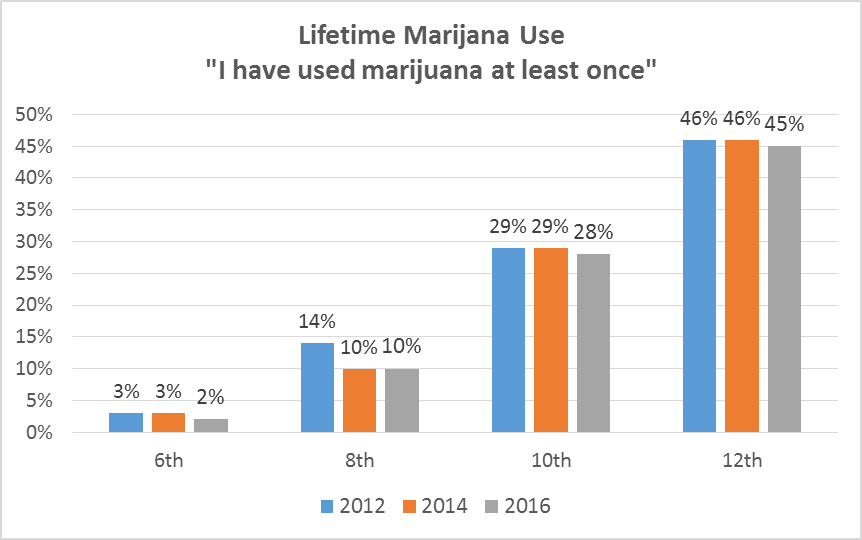 Lifetime Marijana Use
"I have used marijuana at least once"
50%
45%
40%
35%
30%
25%
20%
15%
10%
5%
0%
3% 3% 2%
14% 10% 10%
29% 29% 28%
46% 46% 45%
6th 8th 10th 12th
2012 2014 2016